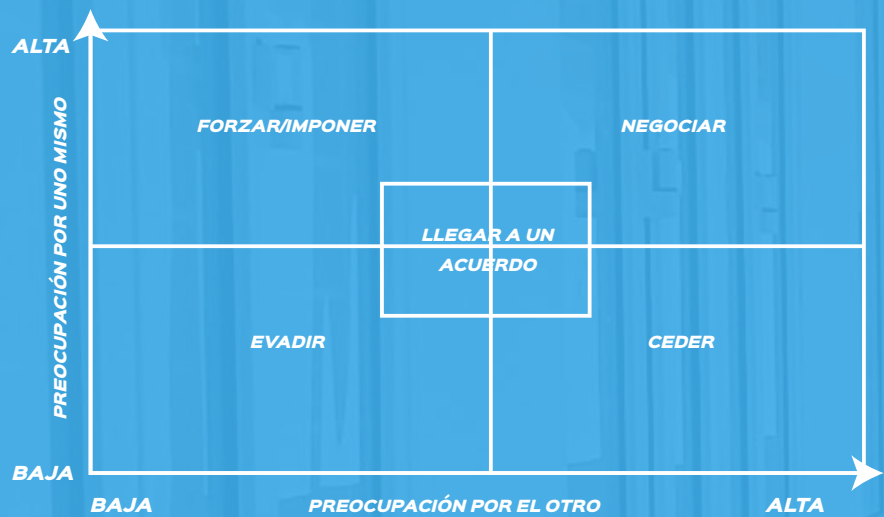 ALTA
PREOCUPACIÓN POR UNO MISMO
FORZAR/IMPONER
NEGOCIAR
LLEGAR A UN
ACUERDO
EVADIR
CEDER
BAJA
BAJA
PREOCUPACIÓN POR EL OTRO
ALTA